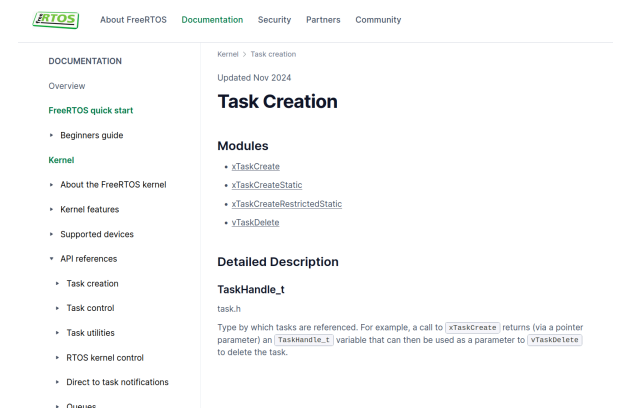 FreeRTOS
About FreeRTOS
Documentation
Security
Partners
Community
DOCUMENTATION
Overview
FreeRTOS quick start
Beginners guide
Kernel
About the FreeRTOS kernel
Kernel features
Supported devices
API references
Task creation
Task control
Task utilities
RTOS kernel control
Direct to task notifications
Queues
Kernel > Task creation
Updated Nov 2024
Task Creation
Modules
xTaskCreate
xTaskCreateStatic
xTaskCreateRestrictedStatic
vTaskDelete
Detailed Description
TaskHandle_t
task.h
Type by which tasks are referenced. For example, a call to xTaskCreate returns (via a pointer
parameter) an TaskHandle_t variable that can then be used as a parameter to vTaskDelete
to delete the task.